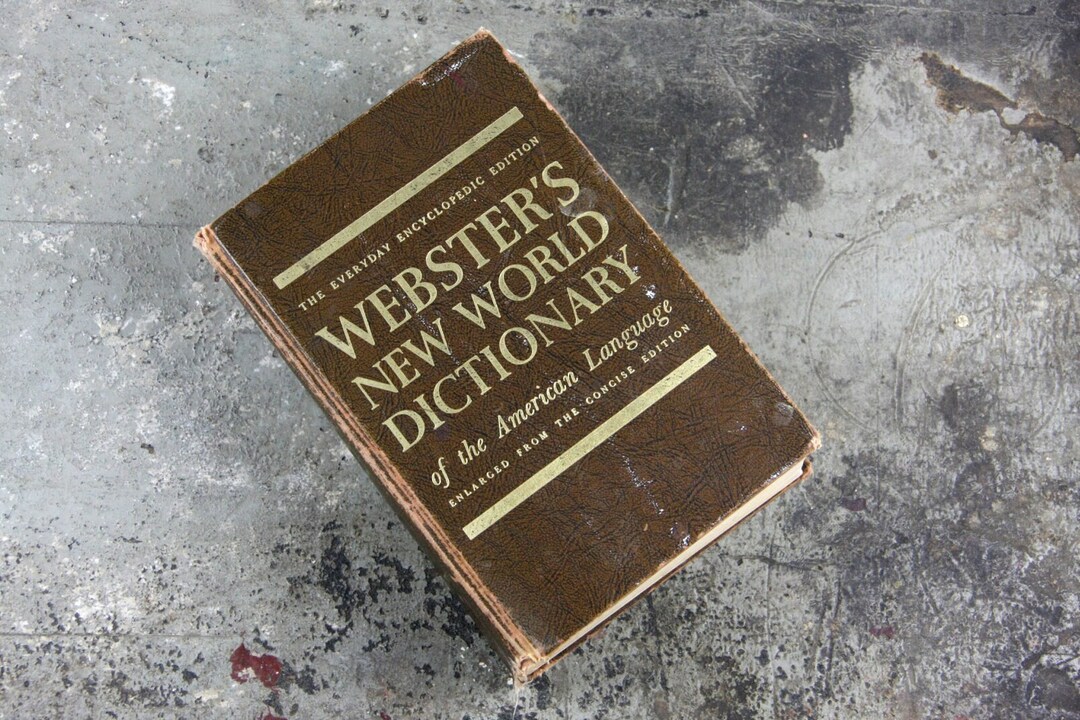 THE EVERYDAY ENCYCLOPEDIC EDITION
WEBSTER'S
NEW WORLD
DICTIONARY
of the American Language
ENLARGED FROM THE CONCISE EDITION